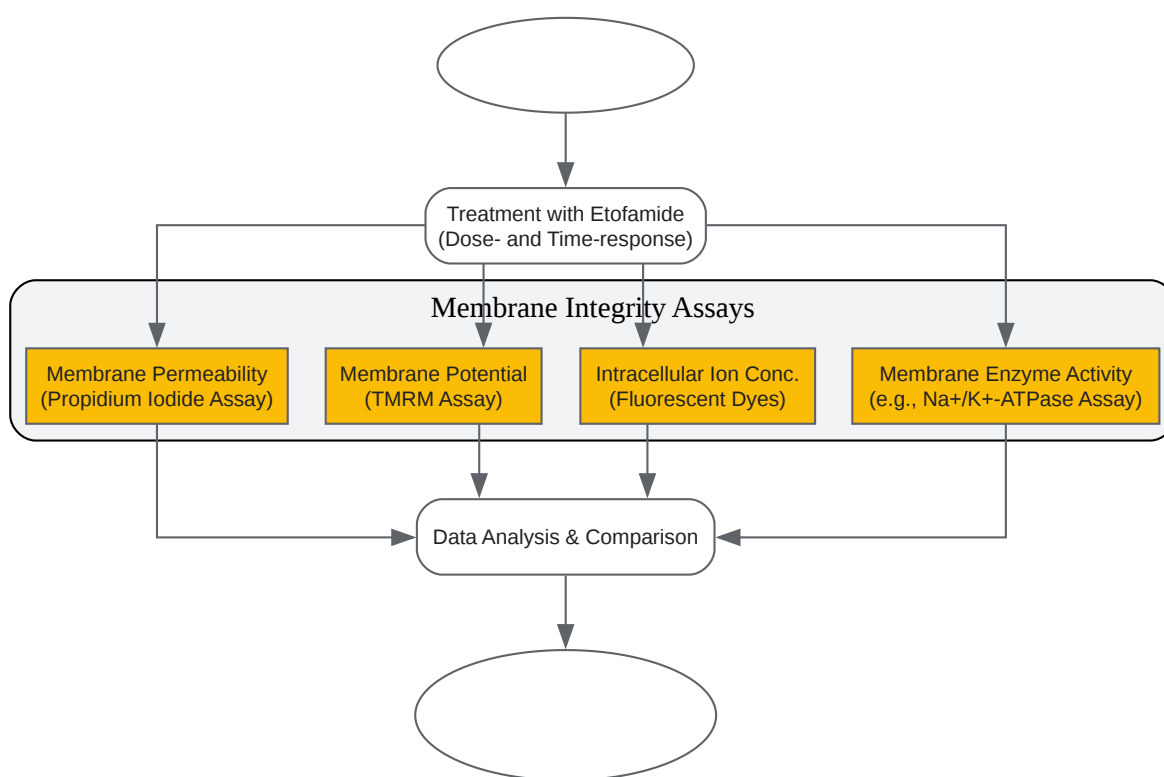 Treatment with Etofamide
(Dose- and Time-response)
Membrane Integrity Assays
Membrane Permeability
(Propidium Iodide Assay)
Membrane Potential
(TMRM Assay)
Intracellular Ion Conc.
(Fluorescent Dyes)
Membrane Enzyme Activity
(e.g., Na+/K+-ATPase Assay)
Data Analysis & Comparison